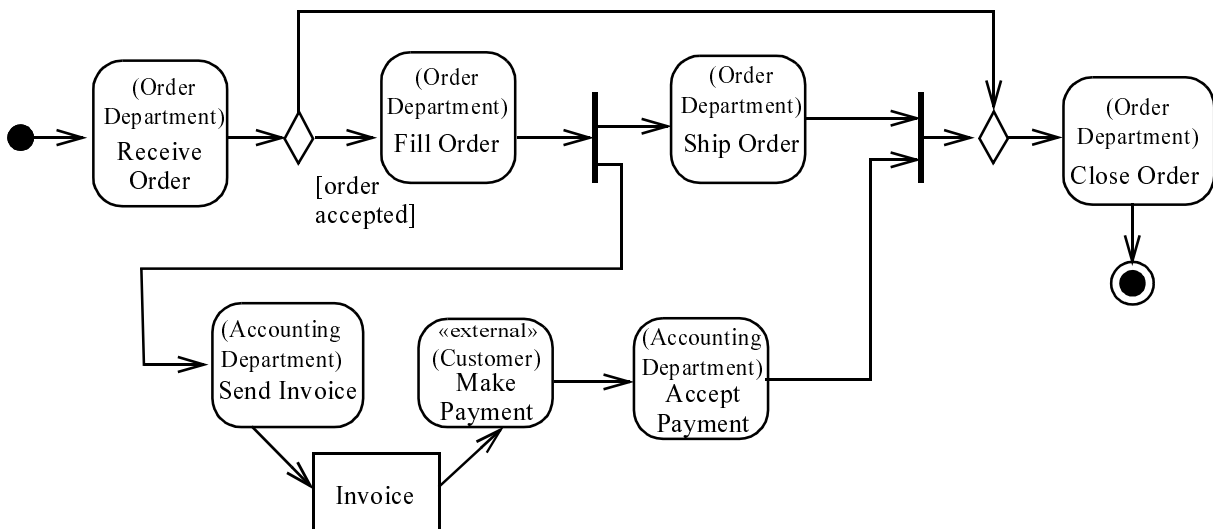 (Order
Department)
Receive
Order
[order
accepted]
(Order
Department)
Fill Order
(Order
Department)
Ship Order
(Order
Department)
Close Order
(Accounting
Department)
Send Invoice
Invoice
«external»
(Customer)
Make
Payment
(Accounting
Department)
Accept
Payment